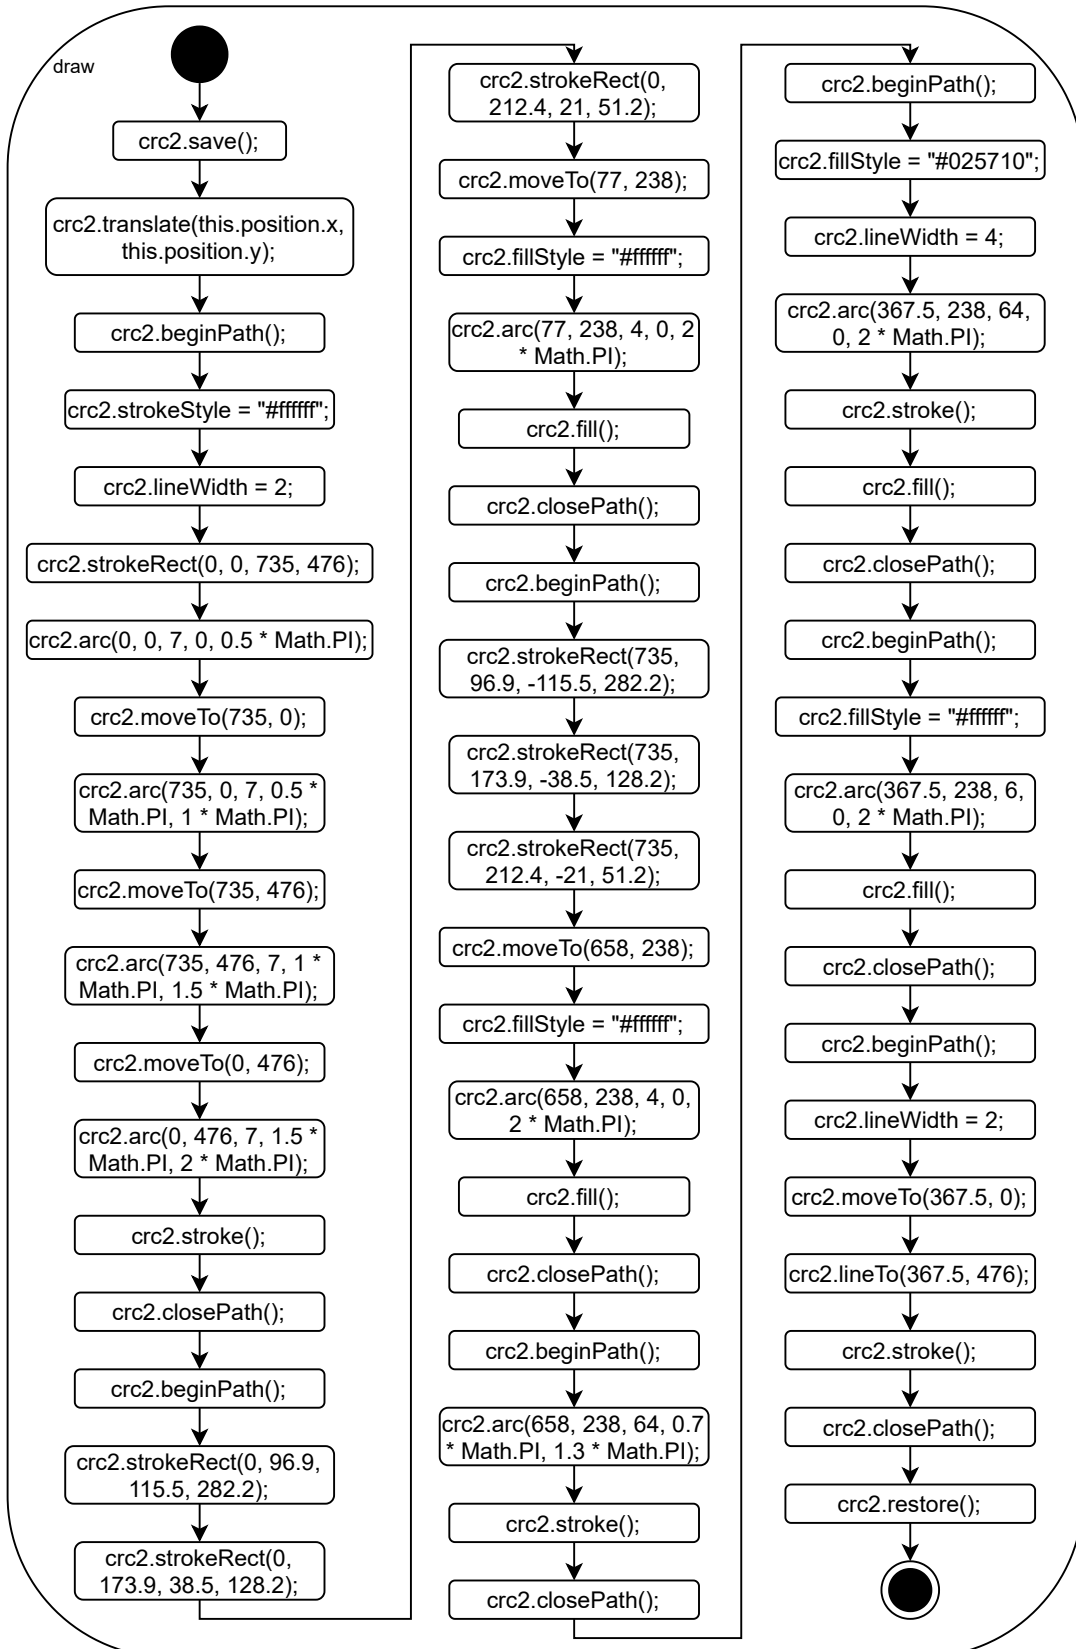 draw
crc2.save();
crc2.translate(this.position.x,
this.position.y);
crc2.beginPath();
crc2.strokeStyle = "#ffffff";
crc2.lineWidth = 2;
crc2.strokeRect(0, 0, 735, 476);
crc2.arc(0, 0, 7, 0, 0.5 * Math.PI);
crc2.moveTo(735, 0);
crc2.arc(735, 0, 7, 0.5 *
Math.PI, 1 * Math.PI);
crc2.moveTo(735, 476);
crc2.arc(735, 476, 7, 1 *
Math.PI, 1.5 * Math.PI);
crc2.moveTo(0, 476);
crc2.arc(0, 476, 7, 1.5 *
Math.PI, 2 * Math.PI);
crc2.stroke();
crc2.closePath();
crc2.beginPath();
crc2.strokeRect(0, 96.9,
115.5, 282.2);
crc2.strokeRect(0,
173.9, 38.5, 128.2);
crc2.strokeRect(0,
212.4, 21, 51.2);
crc2.moveTo(77, 238);
crc2.fillStyle = "#ffffff";
crc2.arc(77, 238, 4, 0, 2
* Math.PI);
crc2.fill();
crc2.closePath();
crc2.beginPath();
crc2.strokeRect(735,
96.9, -115.5, 282.2);
crc2.strokeRect(735,
173.9, -38.5, 128.2);
crc2.strokeRect(735,
212.4, -21, 51.2);
crc2.moveTo(658, 238);
crc2.fillStyle = "#ffffff";
crc2.arc(658, 238, 4, 0,
2 * Math.PI);
crc2.fill();
crc2.closePath();
crc2.beginPath();
crc2.arc(658, 238, 64, 0.7
* Math.PI, 1.3 * Math.PI);
crc2.stroke();
crc2.closePath();
crc2.beginPath();
crc2.fillStyle = "#025710";
crc2.lineWidth = 4;
crc2.arc(367.5, 238, 64,
0, 2 * Math.PI);
crc2.stroke();
crc2.fill();
crc2.closePath();
crc2.beginPath();
crc2.fillStyle = "#ffffff";
crc2.arc(367.5, 238, 6,
0, 2 * Math.PI);
crc2.fill();
crc2.closePath();
crc2.beginPath();
crc2.lineWidth = 2;
crc2.moveTo(367.5, 0);
crc2.lineTo(367.5, 476);
crc2.stroke();
crc2.closePath();
crc2.restore();